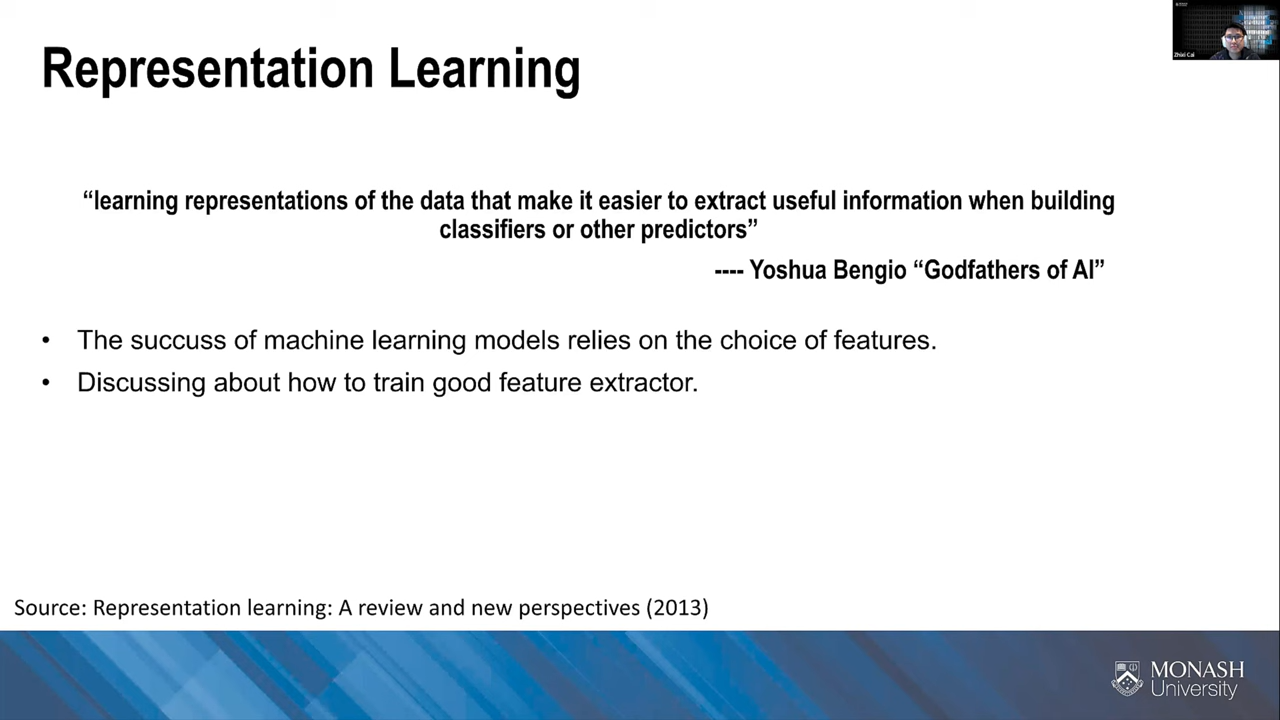 Representation Learning
“learning representations of the data that make it easier to extract useful information when building
classifiers or other predictors”
---- Yoshua Bengio “Godfathers of AI”
• The succuss of machine learning models relies on the choice of features.
• Discussing about how to train good feature extractor.
Source: Representation learning: A review and new perspectives (2013)
MONASH
University
Zhixi Cai